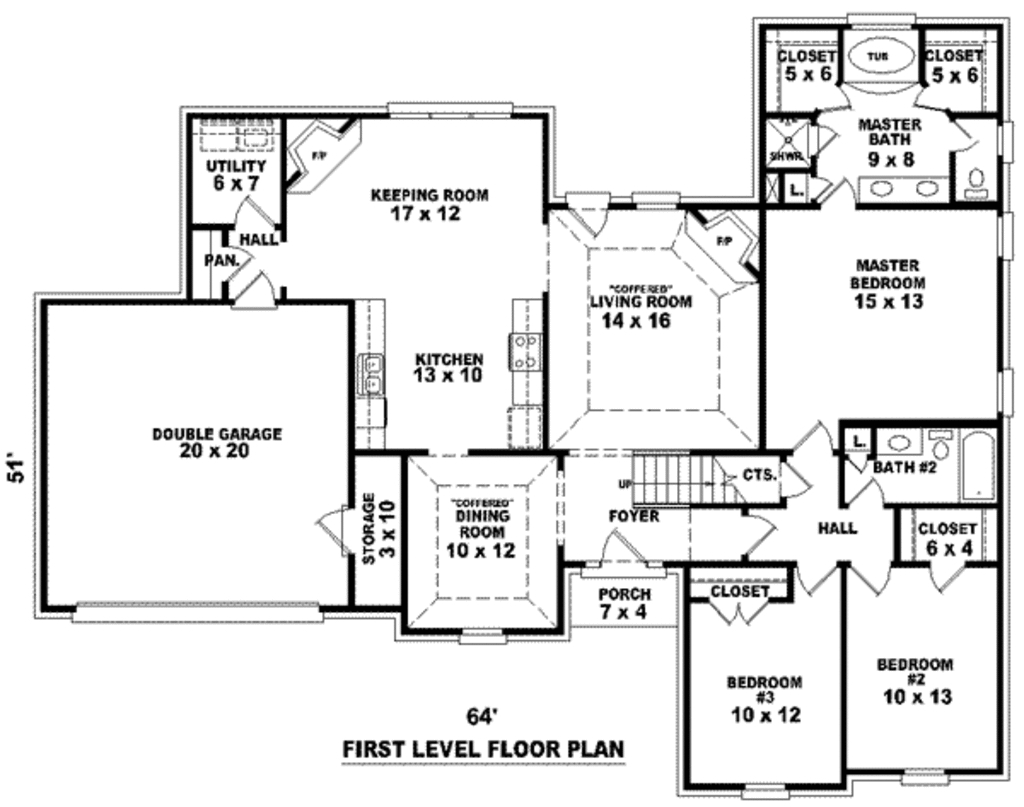 CLOSET
5 x 6
TUB
CLOSET
5 x 6
MASTER
BATH
9 x 8
SHWR.
L.
UTILITY
6 x 7
F/P
KEEPING ROOM
17 x 12
HALL
PAN.
F/P
"COFFERED"
LIVING ROOM
14 x 16
MASTER
BEDROOM
15 x 13
KITCHEN
13 x 10
DOUBLE GARAGE
20 x 20
51'
L.
BATH #2
UP
CTS.
STORAGE
3 x 10
"COFFERED"
DINING
ROOM
10 x 12
FOYER
HALL
CLOSET
6 x 4
PORCH
7 x 4
CLOSET
BEDROOM
#3
10 x 12
BEDROOM
#2
10 x 13
64'
FIRST LEVEL FLOOR PLAN